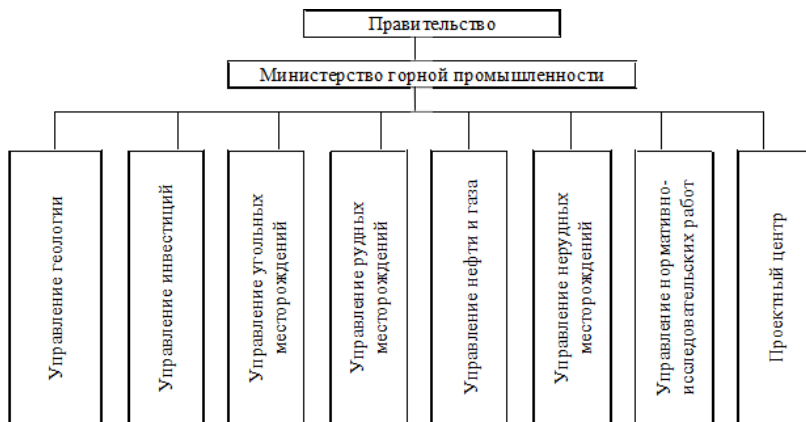 Правительство
Министерство горной промышленности
Управление геологии
Управление инвестиций
Управление угольных
месторождений
Управление рудных
месторождений
Управление нефти и газа
Управление нерудных
месторождений
Управление нормативно-
исследовательских работ
Проектный центр